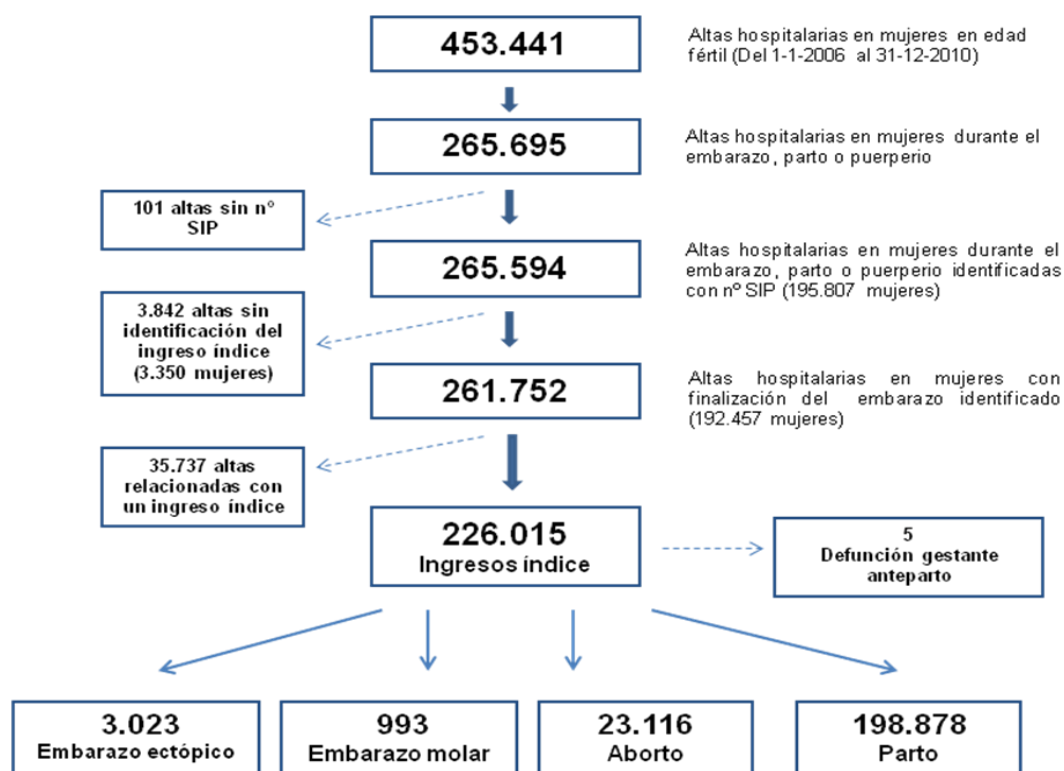 453.441
Altas hospitalarias en mujeres en edad
fértil (Del 1-1-2006 al 31-12-2010)
265.695
Altas hospitalarias en mujeres durante el
embarazo, parto o puerperio
101 altas sin nº
SIP
265.594
Altas hospitalarias en mujeres durante el
embarazo, parto o puerperio identificadas
con nº SIP (195.807 mujeres)
3.842 altas sin
identificación del
ingreso índice
(3.350 mujeres)
261.752
Altas hospitalarias en mujeres con
finalización del embarazo identificado
(192.457 mujeres)
35.737 altas
relacionadas con
un ingreso índice
226.015
Ingresos índice
5
Defunción gestante
anteparto
3.023
Embarazo ectópico
993
Embarazo molar
23.116
Aborto
198.878
Parto